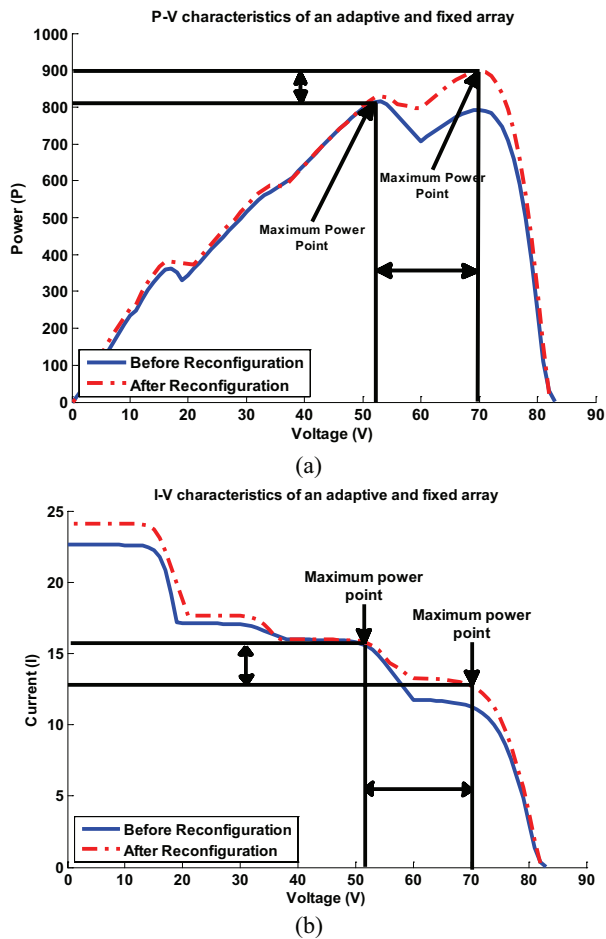 P-V characteristics of an adaptive and fixed array
1000
900
800
700
600
500
400
300
200
100
0
Power (P)
Maximum Power
Point
Maximum Power
Point
Before Reconfiguration
After Reconfiguration
0 10 20 30 40 50 60 70 80 90
Voltage (V)
(a)
I-V characteristics of an adaptive and fixed array
25
20
15
10
5
0
Current (I)
Maximum power
point
Maximum power
point
Before Reconfiguration
After Reconfiguration
0 10 20 30 40 50 60 70 80 90
Voltage (V)
(b)